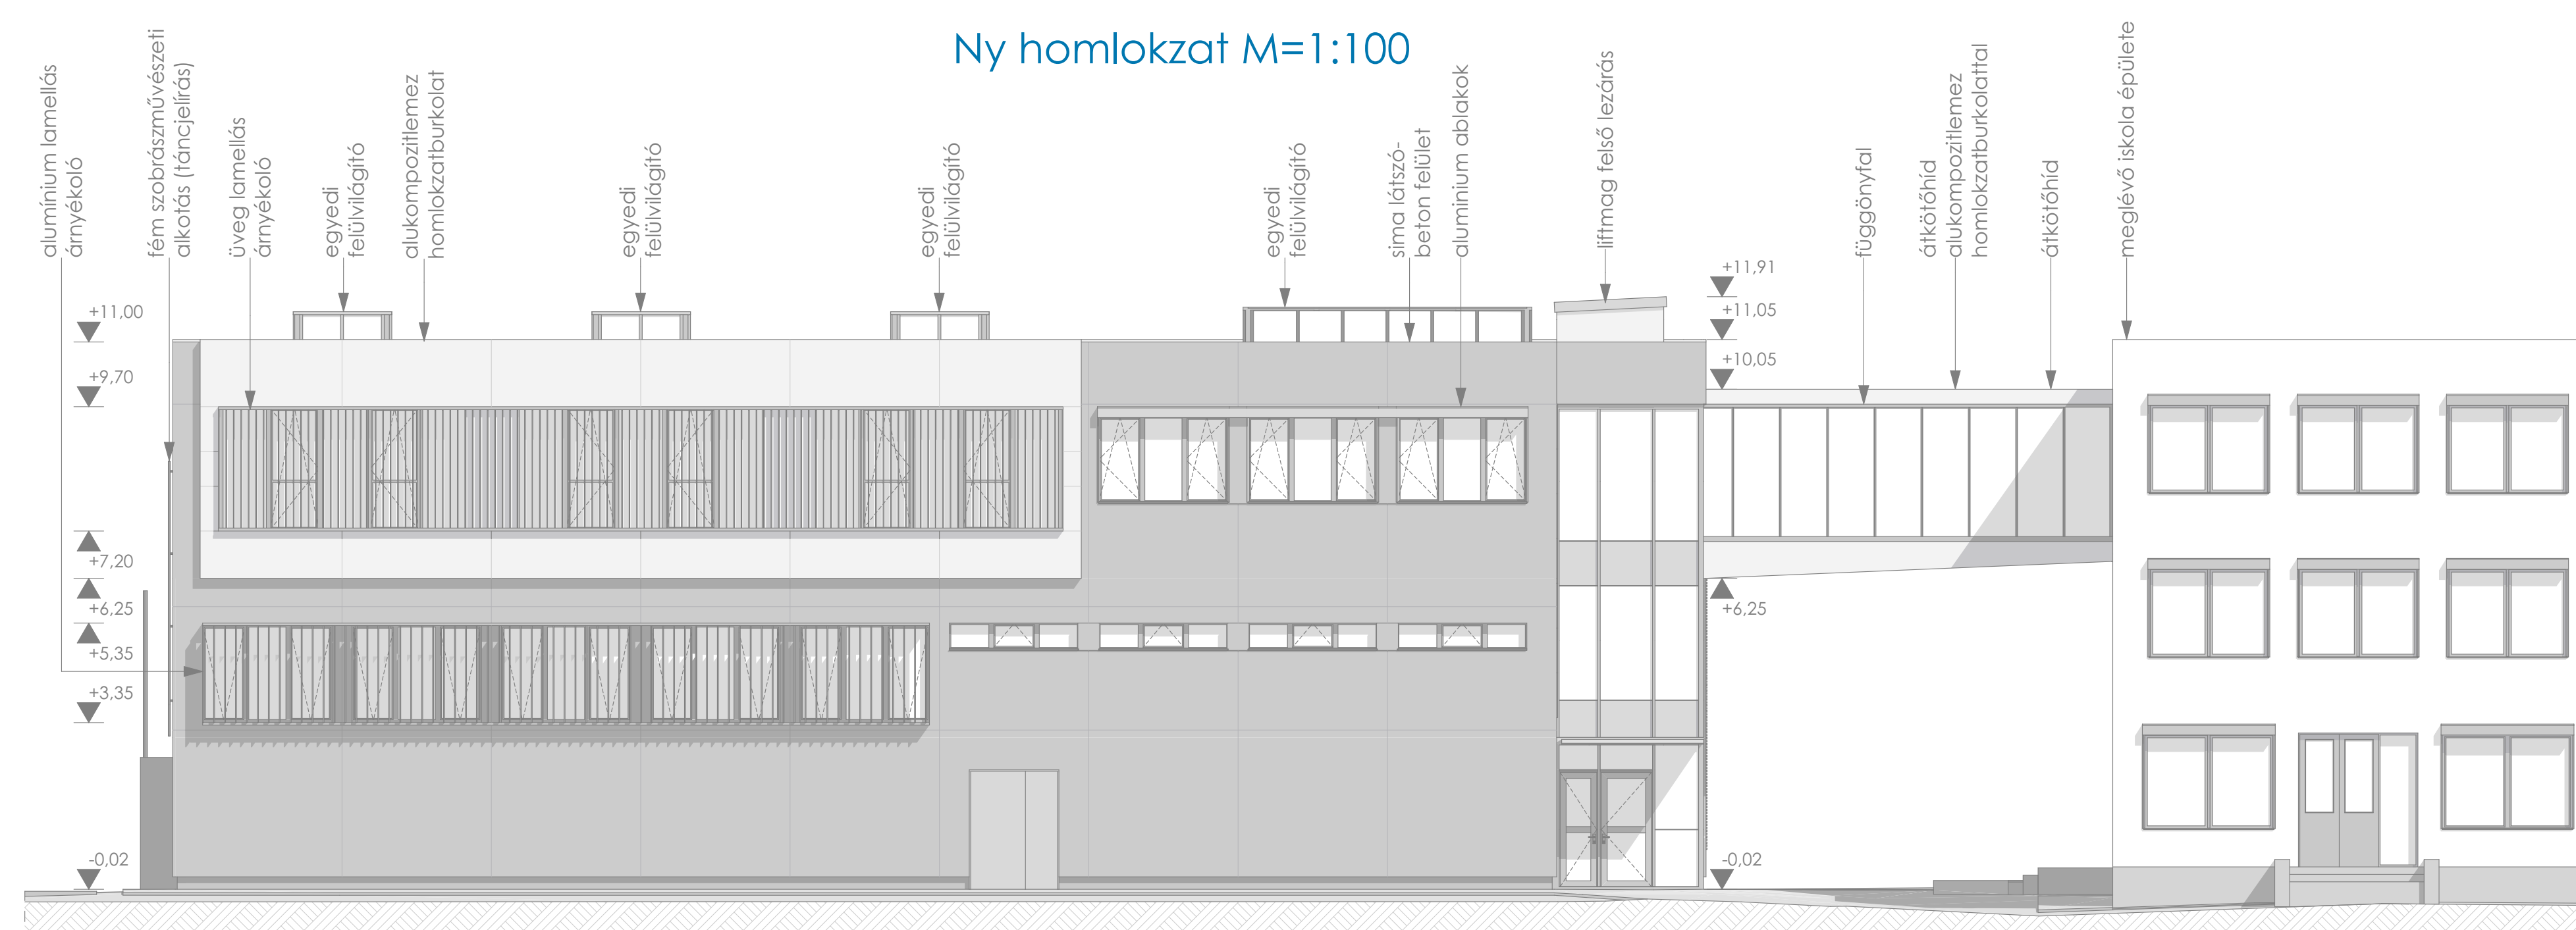 Ny homlokzat M=1:100
alumínium lamellás
árnyékoló
fém szobrászművészeti
alkotás (táncjelírás)
üveg lamellás
árnyékoló
egyedi
felülvilágító
alukompozitlemez
homlokzatburkolat
egyedi
felülvilágító
egyedi
felülvilágító
egyedi
felülvilágító
sima látszó-
beton felület
aluminium ablakok
liftmag felső lezárás
függönyfal
átkötőhíd
alukompozitlemez
homlokzatburkolattal
átkötőhíd
meglévő iskola épülete
+11,00
+9,70
+7,20
+6,25
+5,35
+3,35
-0,02
+11,91
+11,05
+10,05
+6,25
-0,02